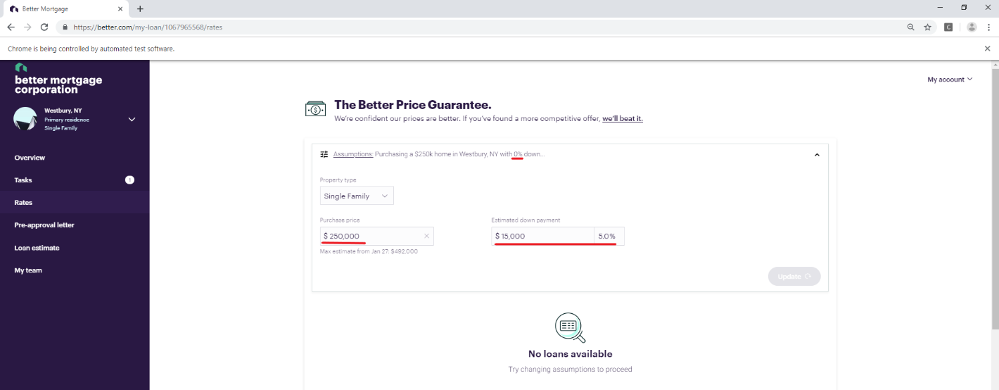 Better Mortgage
https://better.com/my-loan/1067965568/rates
C
Chrome is being controlled by automated test software.
better mortgage
corporation
My account
Westbury, NY
Primary residence
Single Family
Overview
Tasks 1
Rates
Pre-approval letter
Loan estimate
My team
The Better Price Guarantee.
We're confident our prices are better. If you've found a more competitive offer, we'll beat it.
Assumptions: Purchasing a $250k home in Westbury, NY with 0% down...
Property type
Single Family
Purchase price Estimated down payment
$ 250,000 $ 15,000 5.0%
Max estimate from Jan 27: $492,000
Update
No loans available
Try changing assumptions to proceed